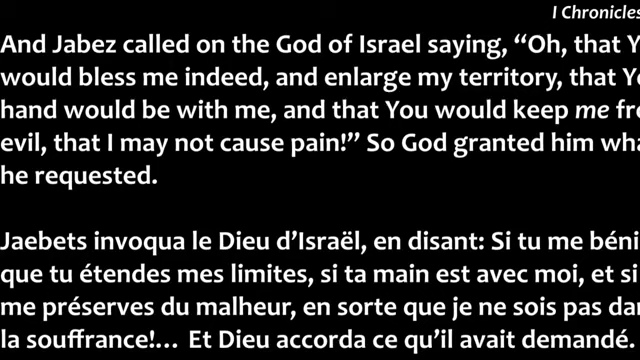 I Chronicles
And Jabez called on the God of Israel saying, “Oh, that
would bless me indeed, and enlarge my territory, that
hand would be with me, and that You would keep me
evil, that I may not cause pain!” So God granted him
he requested.
Jaebets invoqua le Dieu d’Israël, en disant: Si tu me
que tu étendes mes limites, si ta main est avec moi, et si
me préserves du malheur, en sorte que je ne sois pas
la souffrance!... Et Dieu accorda ce qu’il avait demandé.